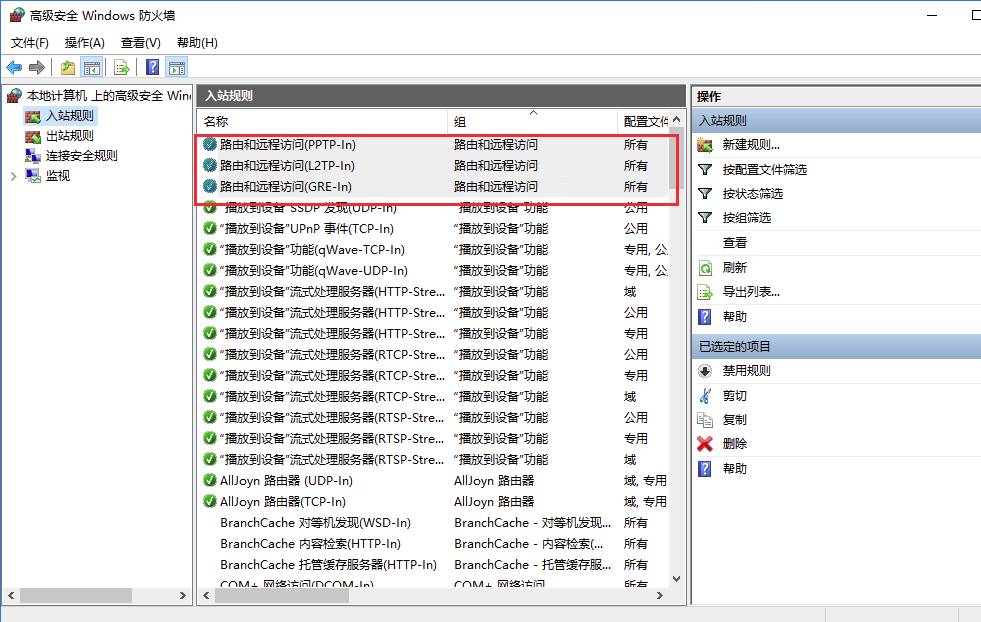 高级安全 Windows 防火墙
文件(F) 操作(A) 查看(V) 帮助(H)
本地计算机 上的高级安全 Win
入站规则
出站规则
连接安全规则
监视
入站规则
名称 组 配置文件
路由和远程访问(PPTP-In) 路由和远程访问 所有
路由和远程访问(L2TP-In) 路由和远程访问 所有
路由和远程访问(GRE-In) 路由和远程访问 所有
“播放到设备”SSDP 发现(UDP-In) “播放到设备”功能 公用
“播放到设备”UPnP 事件(TCP-In) “播放到设备”功能 公用
“播放到设备”功能(qWave-TCP-In) “播放到设备”功能 专用, 公
“播放到设备”功能(qWave-UDP-In) “播放到设备”功能 专用, 公
“播放到设备”流式处理服务器(HTTP-Stre... “播放到设备”功能 域
“播放到设备”流式处理服务器(HTTP-Stre... “播放到设备”功能 公用
“播放到设备”流式处理服务器(HTTP-Stre... “播放到设备”功能 专用
“播放到设备”流式处理服务器(RTCP-Stre... “播放到设备”功能 公用
“播放到设备”流式处理服务器(RTCP-Stre... “播放到设备”功能 专用
“播放到设备”流式处理服务器(RTCP-Stre... “播放到设备”功能 域
“播放到设备”流式处理服务器(RTSP-Stre... “播放到设备”功能 公用
“播放到设备”流式处理服务器(RTSP-Stre... “播放到设备”功能 专用
“播放到设备”流式处理服务器(RTSP-Stre... “播放到设备”功能 域
AllJoyn 路由器 (UDP-In) AllJoyn 路由器 域, 专用
AllJoyn 路由器(TCP-In) AllJoyn 路由器 域, 专用
BranchCache 对等机发现(WSD-In) BranchCache - 对等机发现... 所有
BranchCache 内容检索(HTTP-In) BranchCache - 内容检索(... 所有
BranchCache 托管缓存服务器(HTTP-In) BranchCache - 托管缓存服... 所有
COM+ 网络访问(DCOM-In) COM+ 网络访问 所有
操作
入站规则
新建规则...
按配置文件筛选
按状态筛选
按组筛选
查看
刷新
导出列表...
帮助
已选定的项目
禁用规则
剪切
复制
删除
帮助